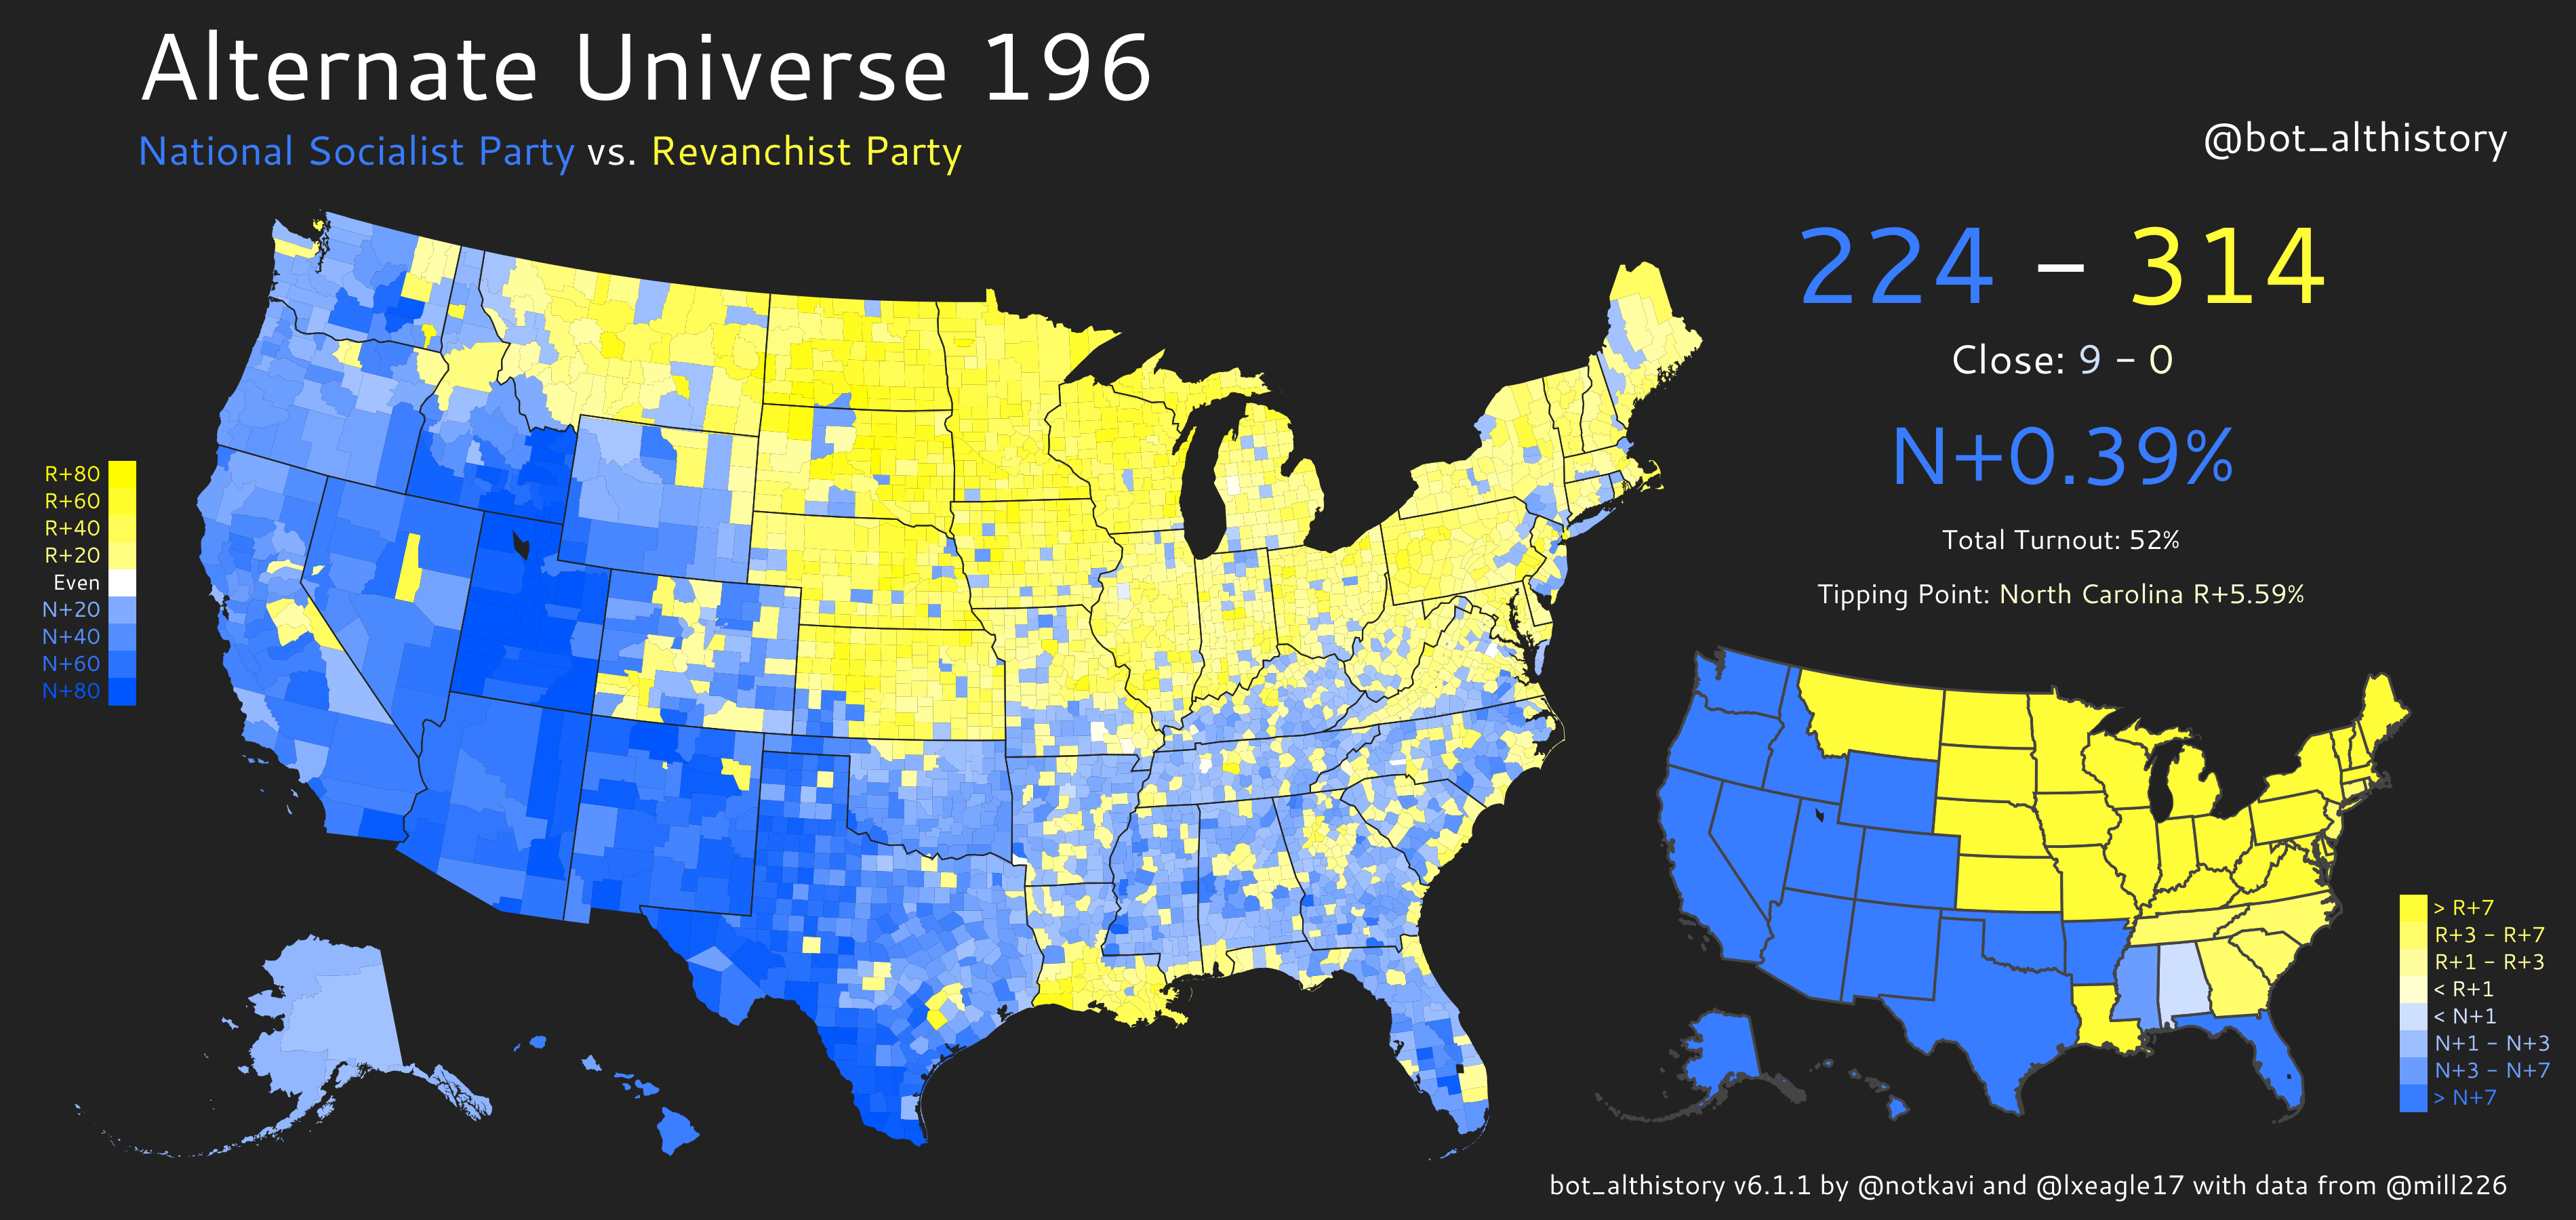 Alternate Universe 196
National Socialist Party vs. Revanchist Party
@bot_althistory
224 – 314
Close: 9 – 0
N+0.39%
Total Turnout: 52%
Tipping Point: North Carolina R+5.59%
R+80
R+60
R+40
R+20
Even
N+20
N+40
N+60
N+80
> R+7
R+3 – R+7
R+1 – R+3
< R+1
< N+1
N+1 – N+3
N+3 – N+7
> N+7
bot_althistory v6.1.1 by @notkavi and @lxeagle17 with data from @mill226